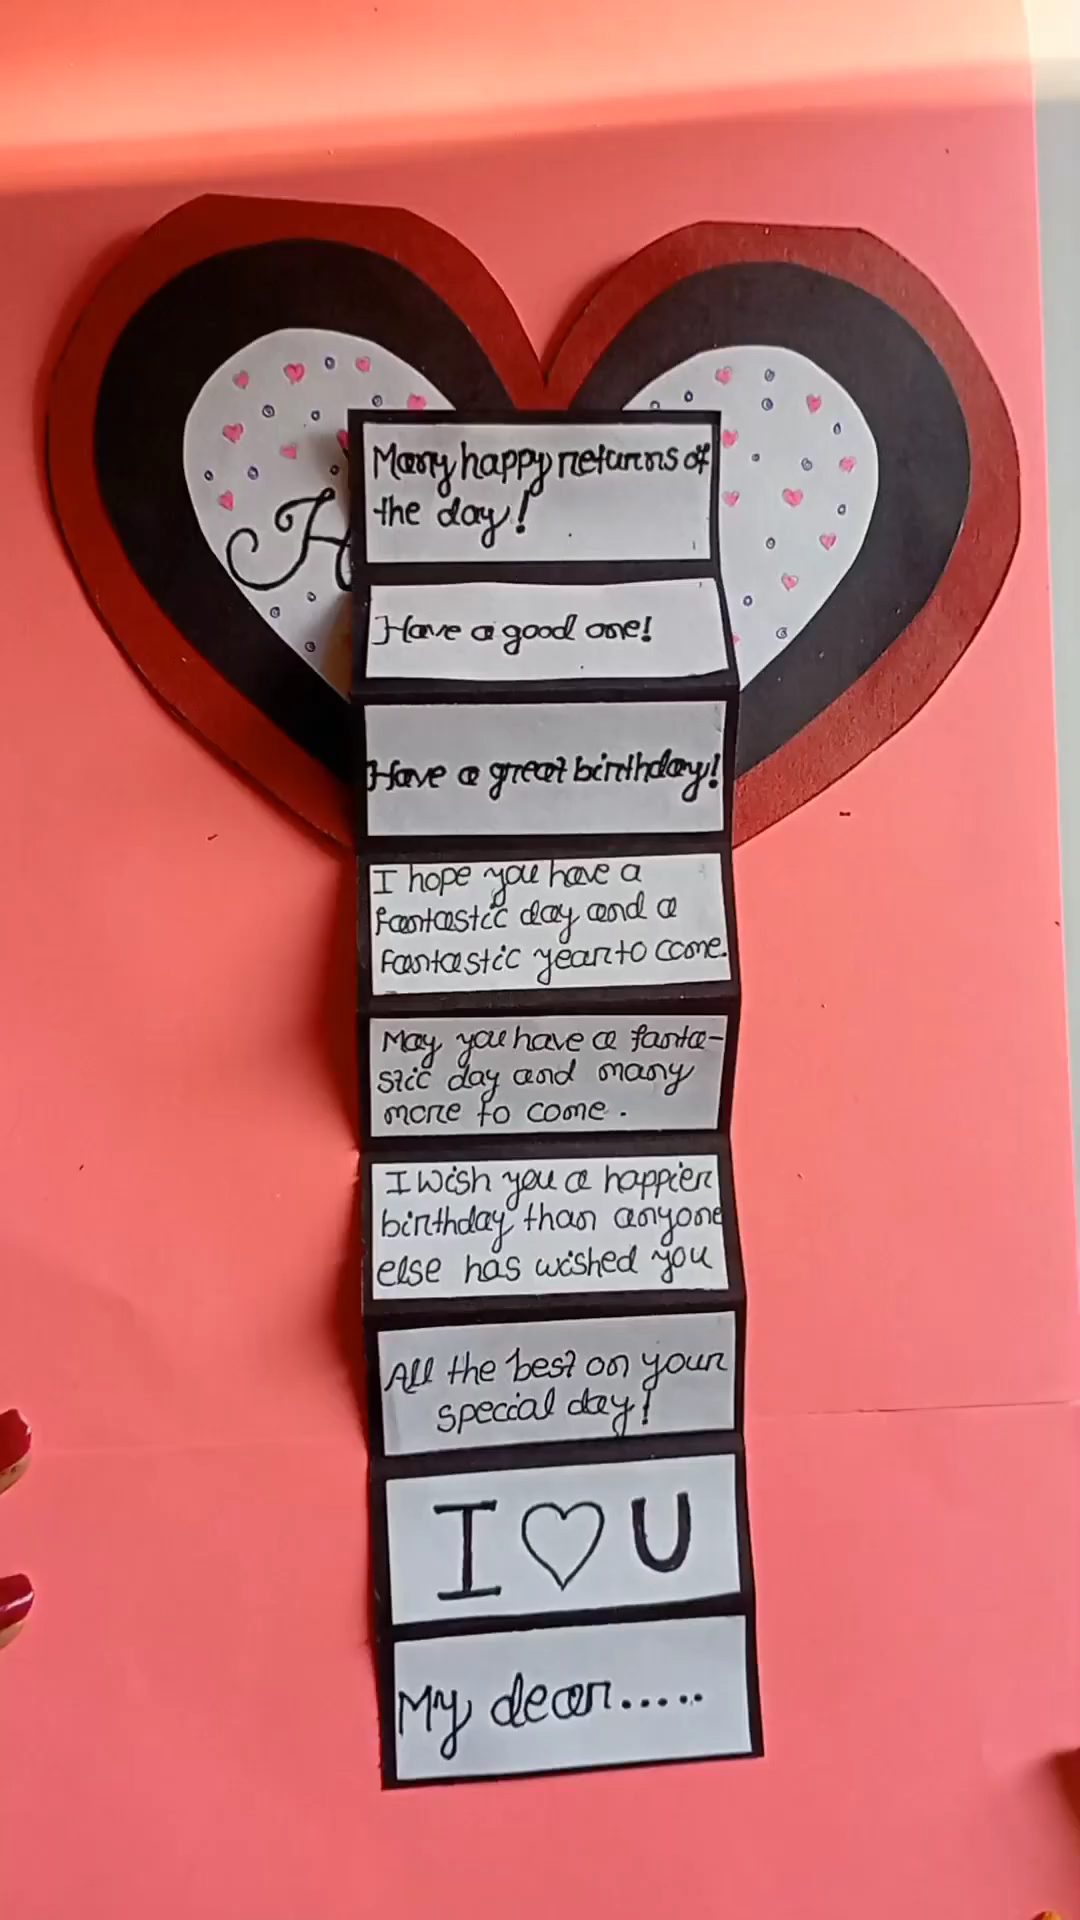 H
Many happy returns of
the day!
Have a good one!
Have a great birthday!
I hope you have a
fantastic day and a
fantastic year to come.
May you have a fanta-
stic day and many
more to come.
I wish you a happier
birthday than anyone
else has wished you
All the best on your
special day!
I ♡ U
My dear.....